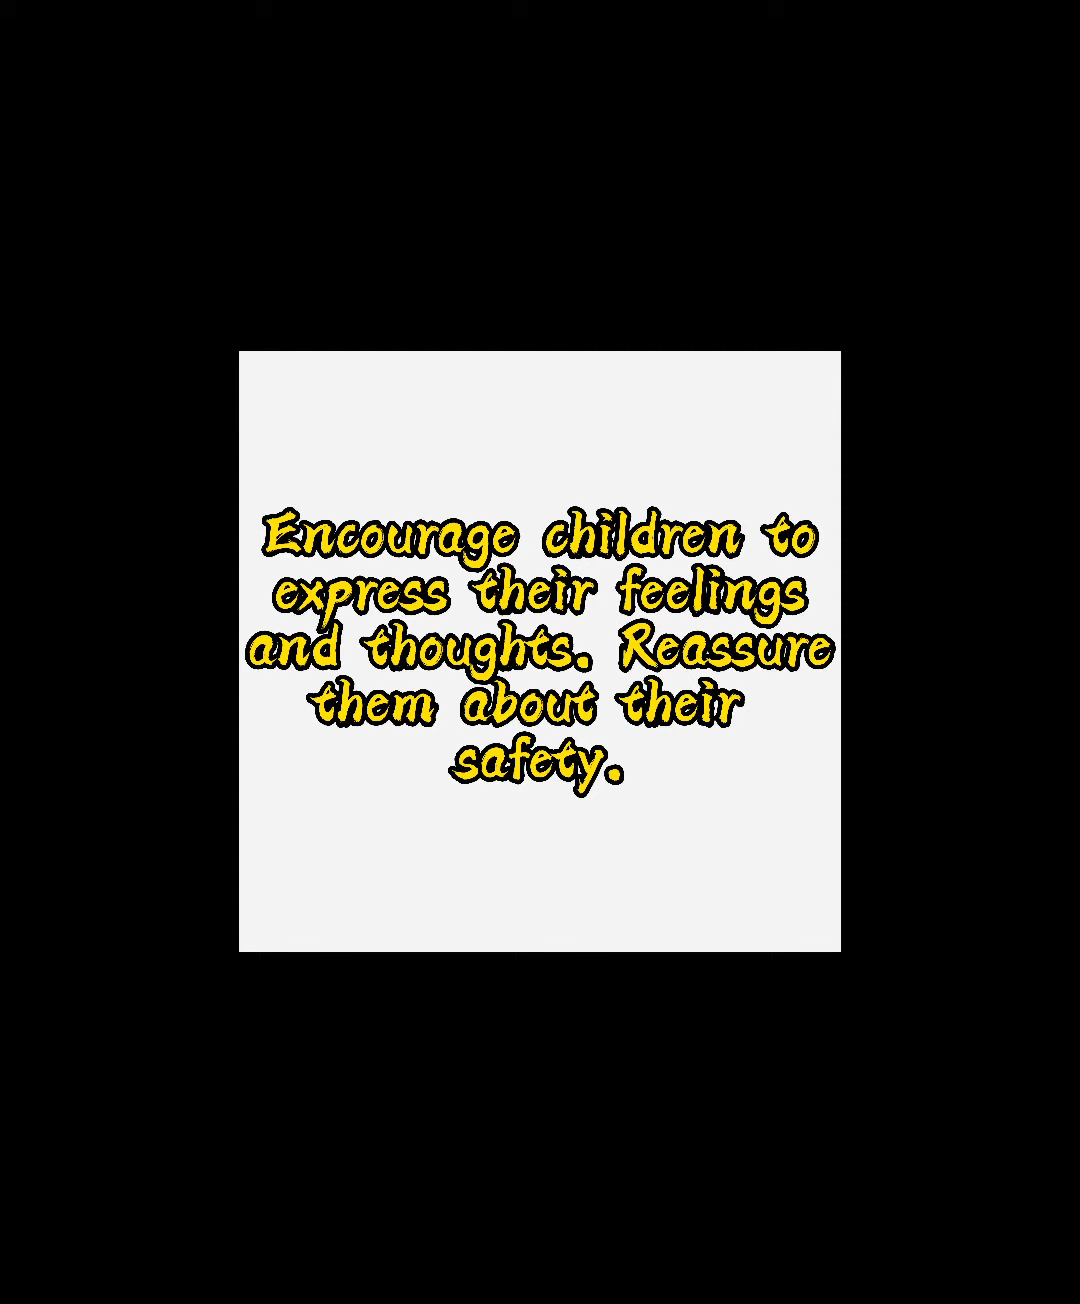 Encourage children to
express their feelings
and thoughts. Reassure
them about their
safety.